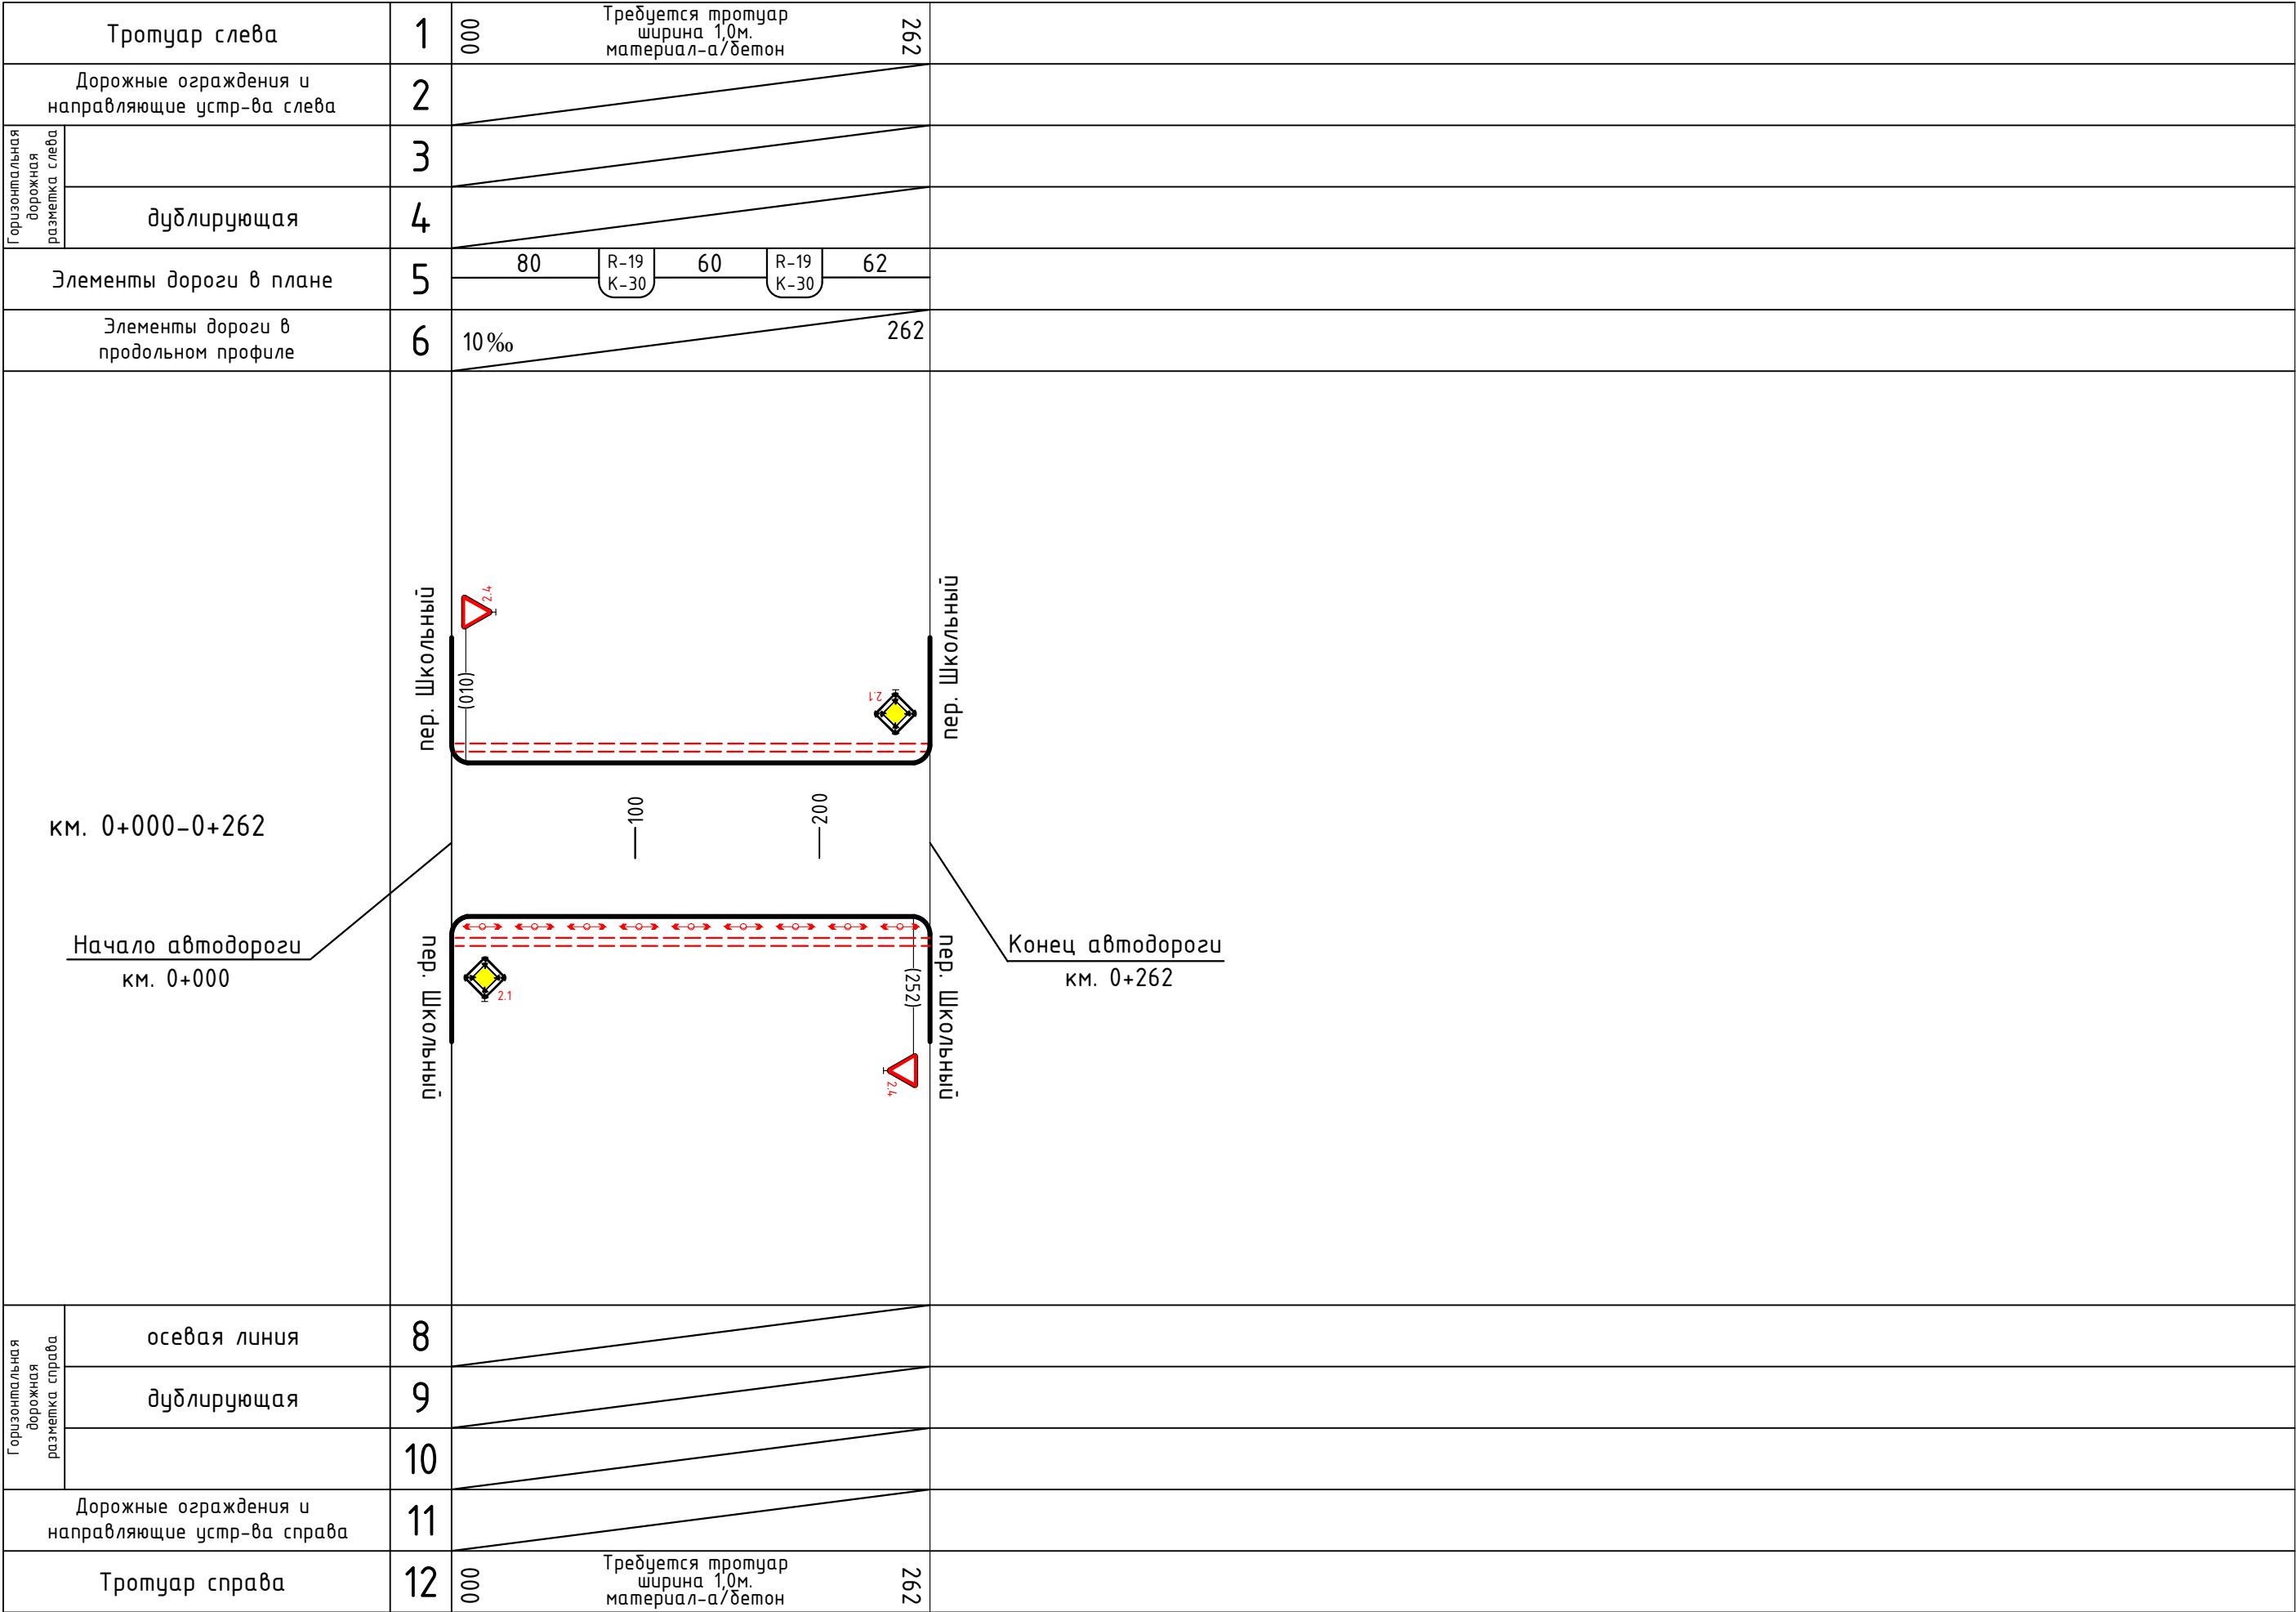 Тротуар слева
1
000
Требуется тротуар
ширина 1,0м.
материал-а/бетон
262
Дорожные ограждения и
направляющие устр-ва слева
2
Горизонтальная
дорожная
разметка слева
3
дублирующая
4
Элементы дороги в плане
5
80
R-19
К-30
60
R-19
К-30
62
Элементы дороги в
продольном профиле
6
10‰
262
пер. Школьный
2.4
(010)
2.1
пер. Школьный
км. 0+000-0+262
100
200
Начало автодороги
км. 0+000
пер. Школьный
2.1
(252)
2.4
пер. Школьный
Конец автодороги
км. 0+262
Горизонтальная
дорожная
разметка справа
осевая линия
8
дублирующая
9
10
Дорожные ограждения и
направляющие устр-ва справа
11
Тротуар справа
12
000
Требуется тротуар
ширина 1,0м.
материал-а/бетон
262